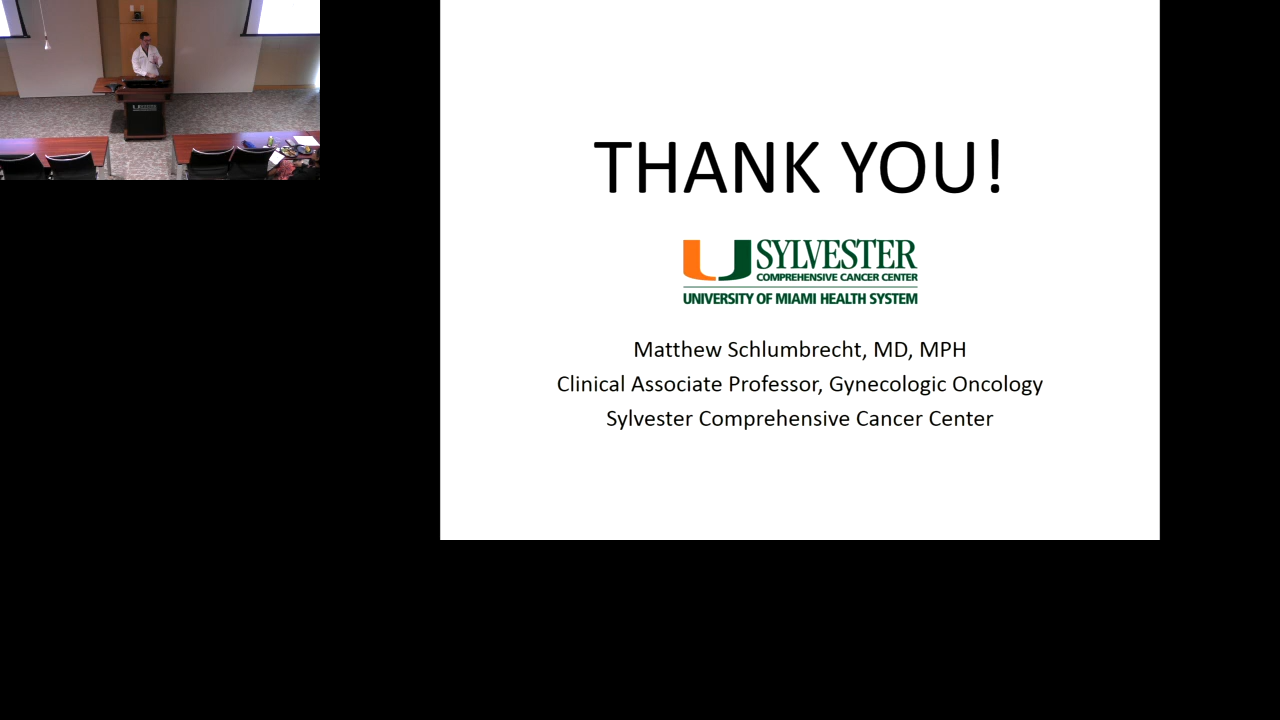 THANK YOU!
SYLVESTER
COMPREHENSIVE CANCER CENTER
UNIVERSITY OF MIAMI HEALTH SYSTEM
Matthew Schlumbrecht, MD, MPH
Clinical Associate Professor, Gynecologic Oncology
Sylvester Comprehensive Cancer Center